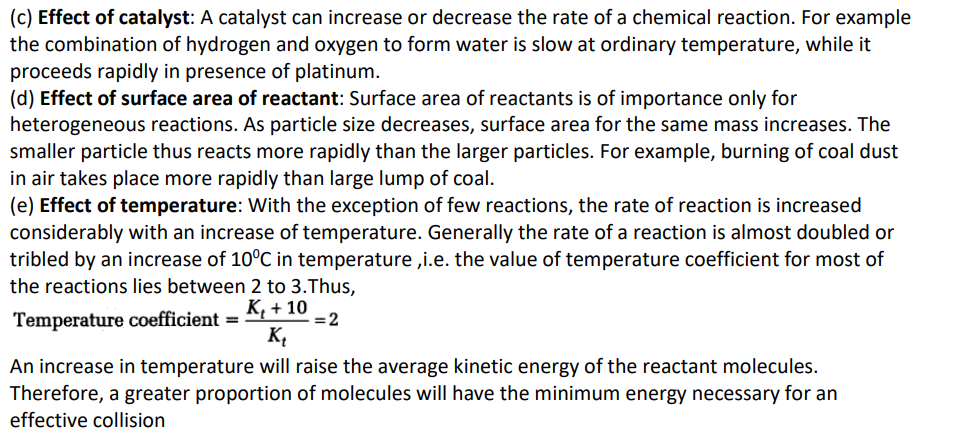 (c) Effect of catalyst: A catalyst can increase or decrease the rate of a chemical reaction. For example
the combination of hydrogen and oxygen to form water is slow at ordinary temperature, while it
proceeds rapidly in presence of platinum.
(d) Effect of surface area of reactant: Surface area of reactants is of importance only for
heterogeneous reactions. As particle size decreases, surface area for the same mass increases. The
smaller particle thus reacts more rapidly than the larger particles. For example, burning of coal dust
in air takes place more rapidly than large lump of coal.
(e) Effect of temperature: With the exception of few reactions, the rate of reaction is increased
considerably with an increase of temperature. Generally the rate of a reaction is almost doubled or
tribled by an increase of 10⁰C in temperature ,i.e. the value of temperature coefficient for most of
the reactions lies between 2 to 3.Thus,
Temperature coefficient = (Kₜ + 10) / Kₜ = 2
An increase in temperature will raise the average kinetic energy of the reactant molecules.
Therefore, a greater proportion of molecules will have the minimum energy necessary for an
effective collision